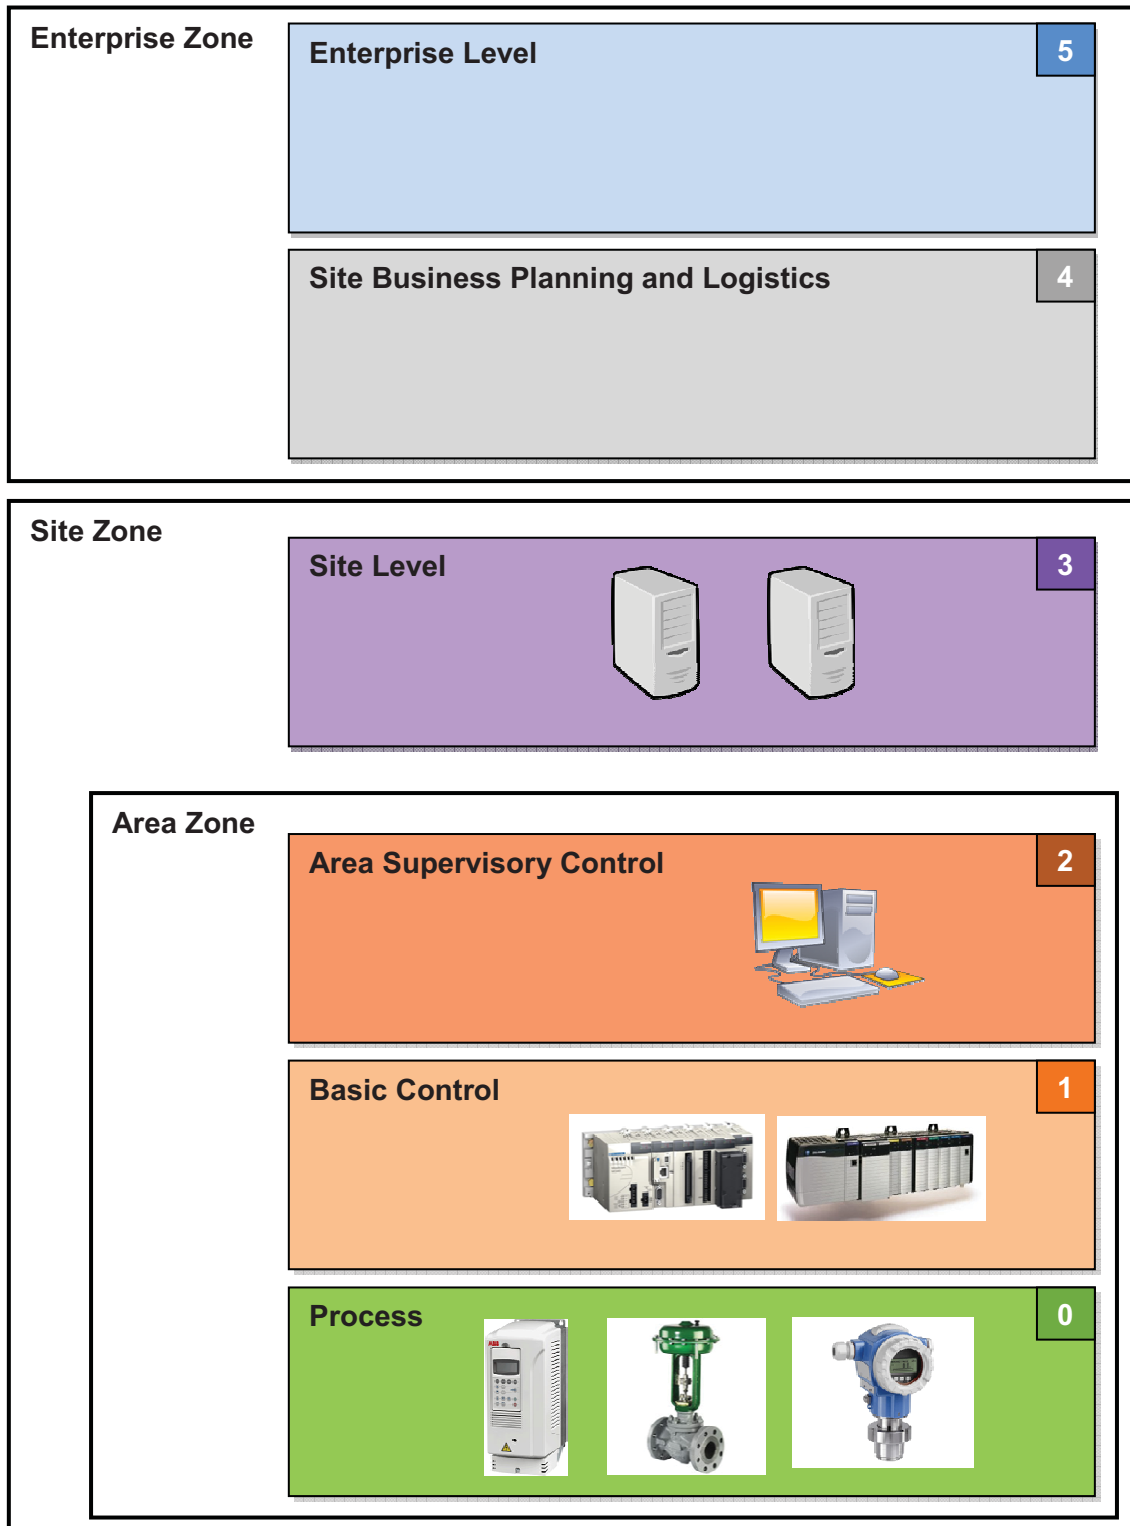 Enterprise Zone
Enterprise Level
5
Site Business Planning and Logistics
4
Site Zone
Site Level
3
Area Zone
Area Supervisory Control
2
Basic Control
1
Process
0
ABB